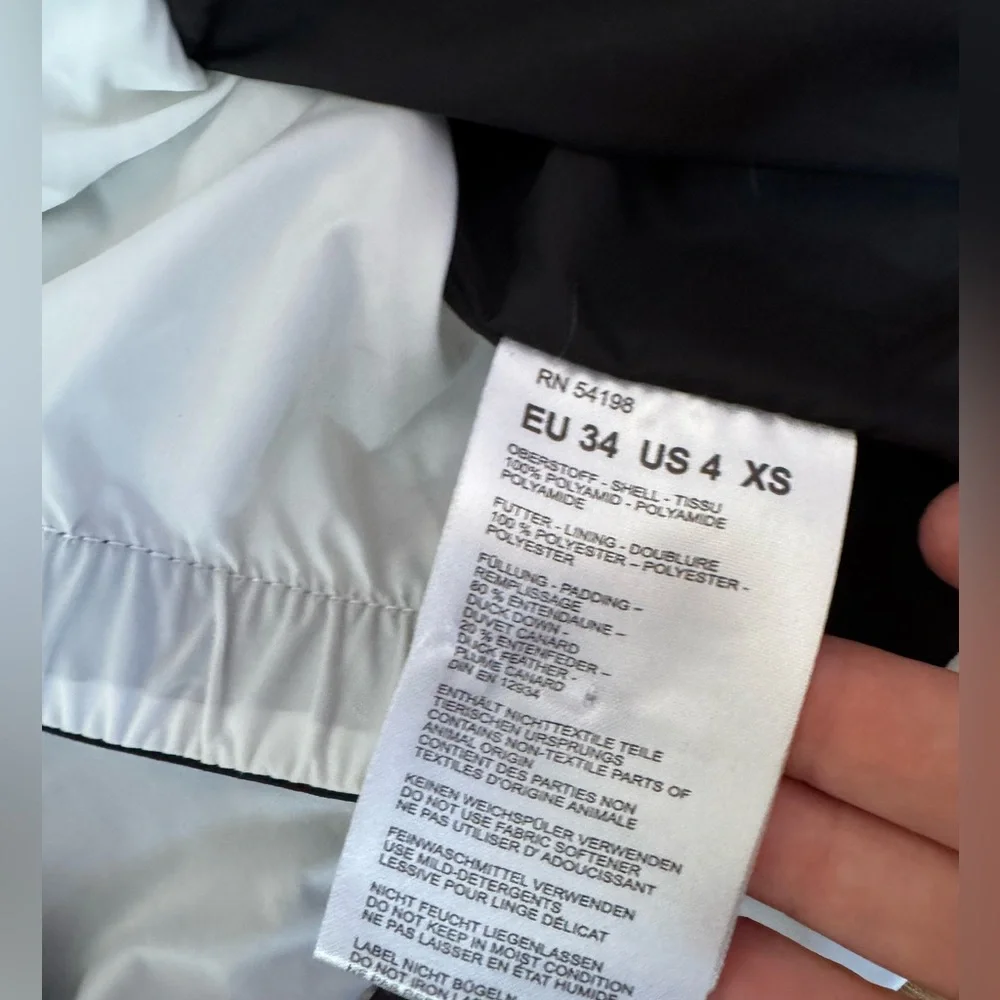 RN 54198
EU 34 US 4 XS
OBERSTOFF - SHELL - TISSU
100% POLYAMID - POLYAMIDE
POLYAMIDE
FUTTER - LINING - DOUBLURE
100 % POLYESTER – POLYESTER -
POLYESTER
FÜLLUNG - PADDING –
REMPLISSAGE
80 % ENTENDAUNE –
DUCK DOWN -
DUVET CANARD
20 % ENTENFEDER –
DUCK FEATHER -
PLUME CANARD
DIN EN 12934
ENTHÄLT NICHTTEXTILE TEILE
TIERISCHEN URSPRUNGS
CONTAINS NON-TEXTILE PARTS OF
ANIMAL ORIGIN
CONTIENT DES PARTIES NON
TEXTILES D'ORIGINE ANIMALE
KEINEN WEICHSPÜLER VERWENDEN
DO NOT USE FABRIC SOFTENER
NE PAS UTILISER D' ADOUCISSANT
FEINWASCHMITTEL VERWENDEN
USE MILD-DETERGENTS
LESSIVE POUR LINGE DÉLICAT
NICHT FEUCHT LIEGENLASSEN
DO NOT KEEP IN MOIST CONDITION
NE PAS LAISSER EN ÉTAT HUMIDE
LABEL NICHT BÜGELN
DO NOT IRON